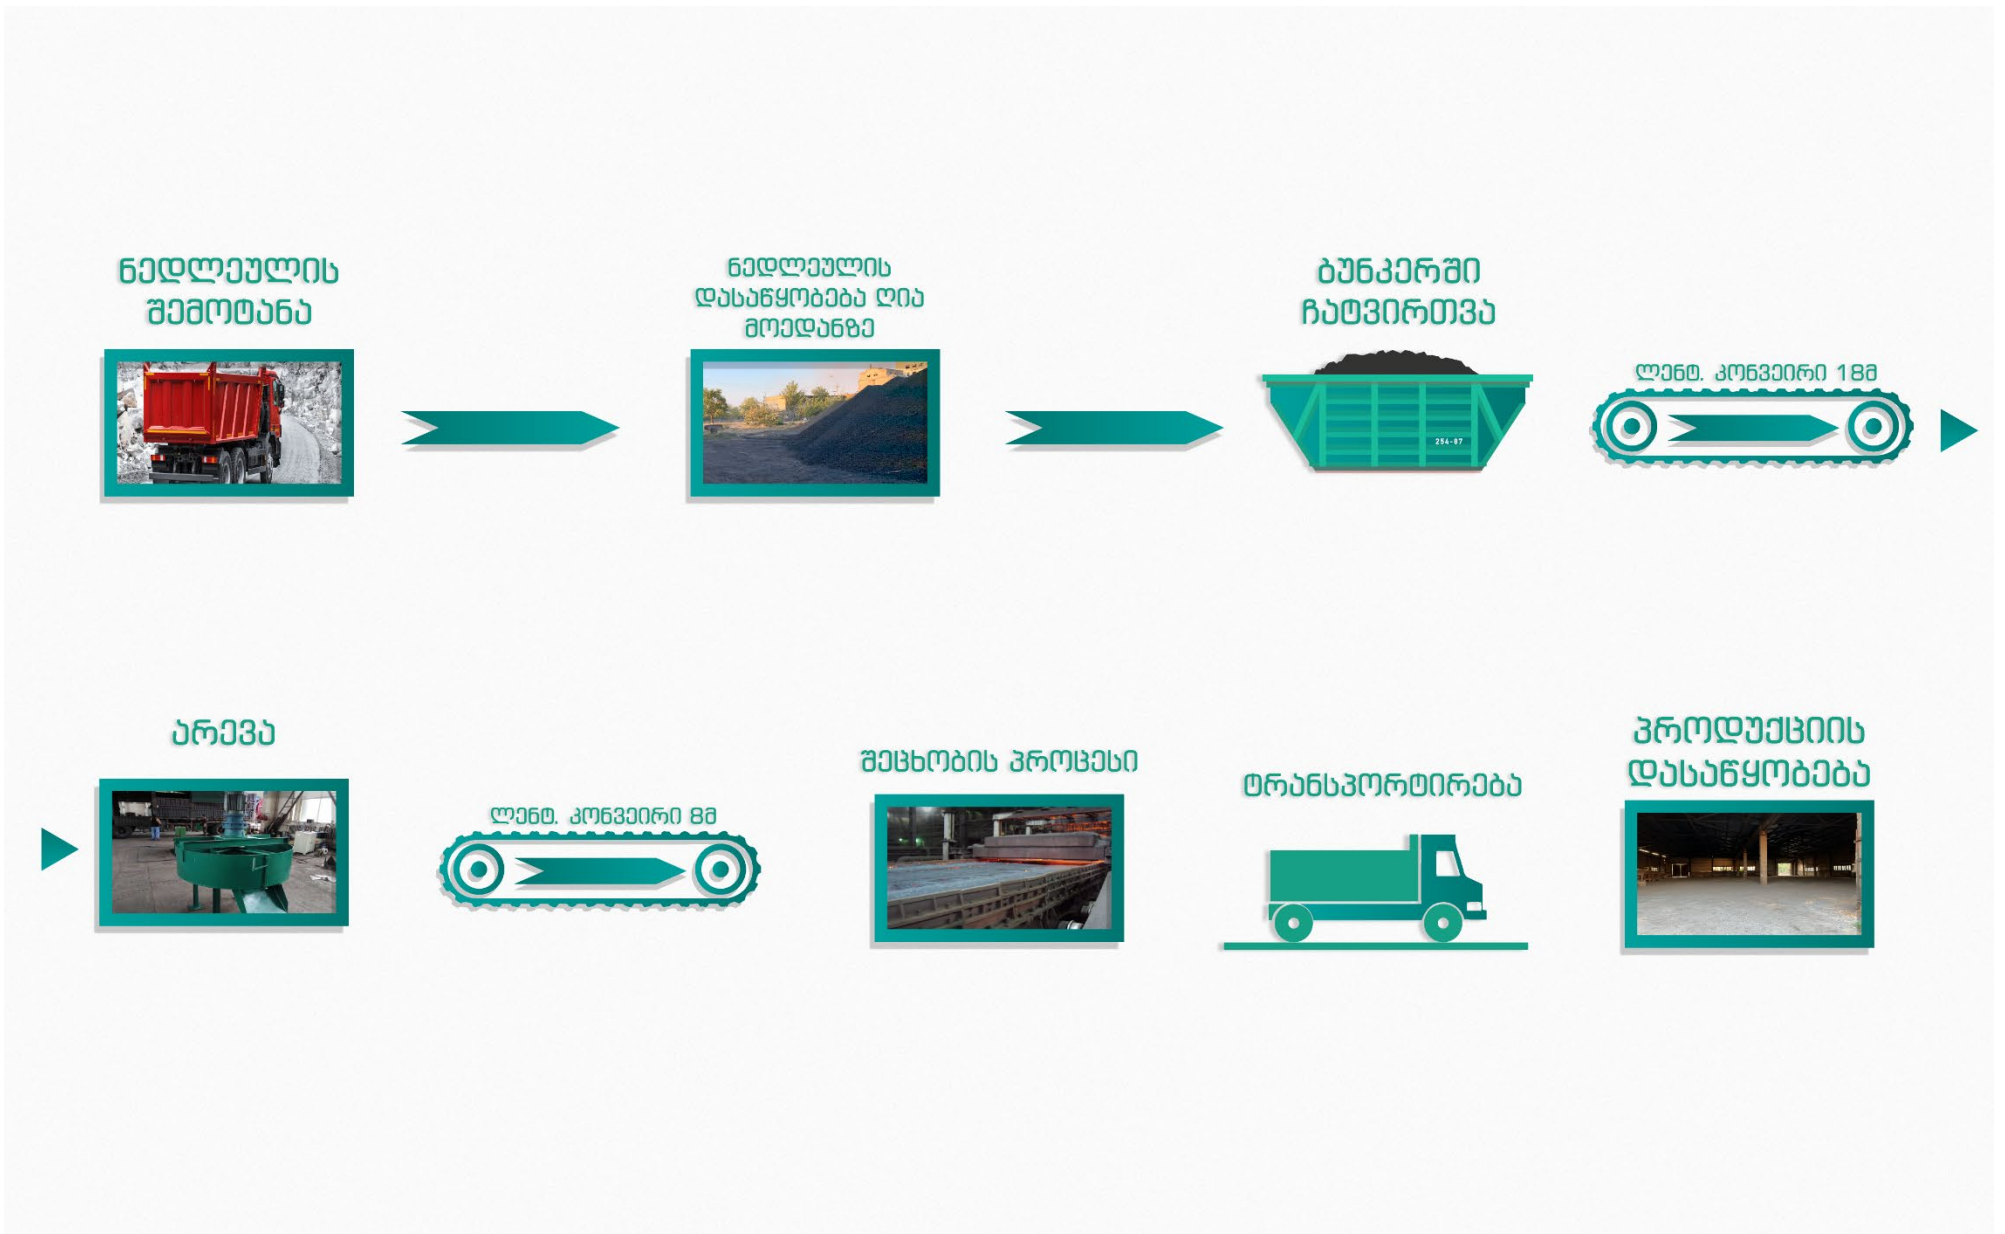 ნედლეულის
შემოტანა
ნედლეულის
დასაწყობება ღია
მოედანზე
ბუნკერში
ჩატვირთვა
254-87
ლენტ. კონვეირი 18მ
არევა
ლენტ. კონვეირი 8მ
შეცხობის პროცესი
ტრანსპორტირება
პროდუქციის
დასაწყობება